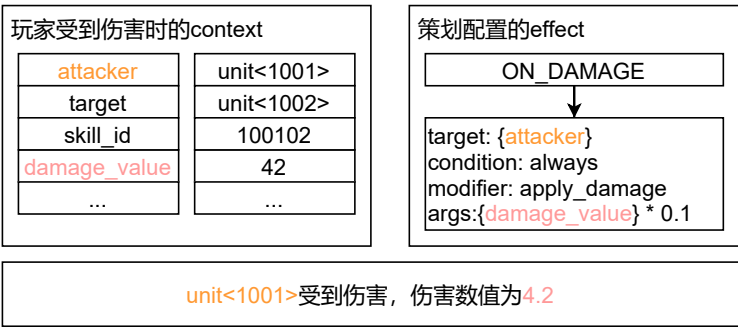 玩家受到伤害时的context
attacker unit<1001>
target unit<1002>
skill_id 100102
damage_value 42
... ...
策划配置的effect
ON_DAMAGE
target: {attacker}
condition: always
modifier: apply_damage
args:{damage_value} * 0.1
unit<1001>受到伤害，伤害数值为4.2